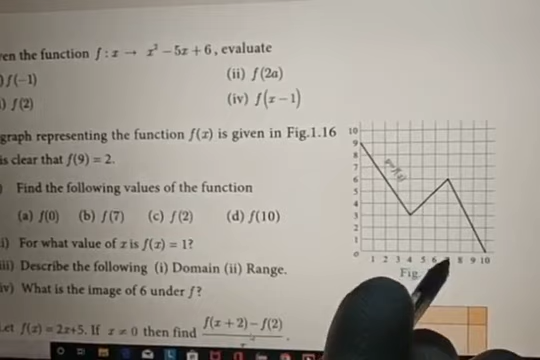 en the function f : x → x² − 5x + 6, evaluate
) f(−1) (ii) f(2a)
) f(2) (iv) f(x − 1)
graph representing the function f(x) is given in Fig.1.16
is clear that f(9) = 2.
) Find the following values of the function
(a) f(0) (b) f(7) (c) f(2) (d) f(10)
i) For what value of x is f(x) = 1?
iii) Describe the following (i) Domain (ii) Range.
iv) What is the image of 6 under f?
Let f(x) = 2x+5. If x ≠ 0 then find f(x + 2) − f(2)
x
10
9
8
7
6
5
4
3
2
1
0
y=f(x)
1 2 3 4 5 6 8 9 10
Fig.